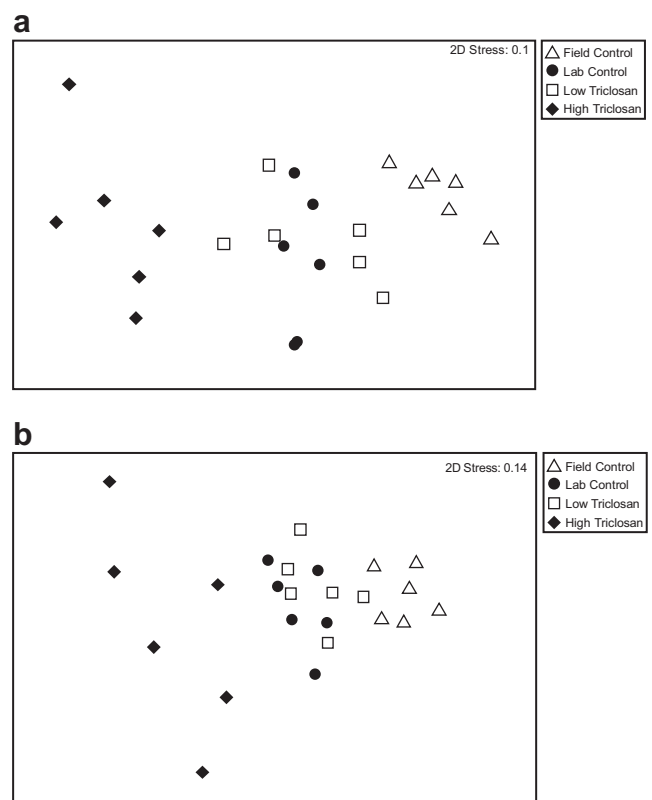 a
2D Stress: 0.1
Field Control
Lab Control
Low Triclosan
High Triclosan
b
2D Stress: 0.14
Field Control
Lab Control
Low Triclosan
High Triclosan